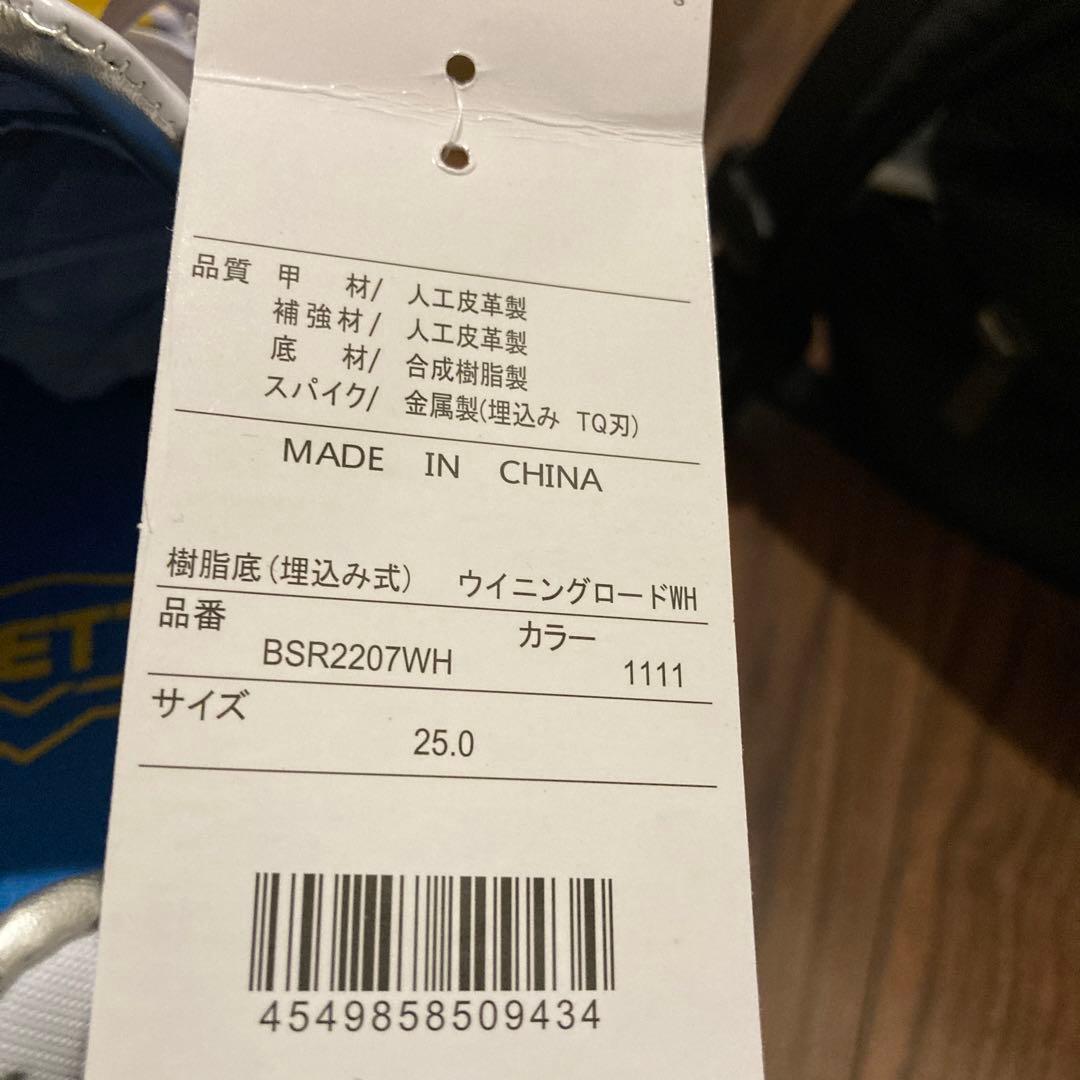 品質 甲 材/ 人工皮革製
補強材/ 人工皮革製
底 材/ 合成樹脂製
スパイク/ 金属製(埋込み TQ刃)
MADE IN CHINA
樹脂底(埋込み式) ウイニングロードWH
品番 カラー
BSR2207WH 1111
サイズ
25.0
4549858509434
ET